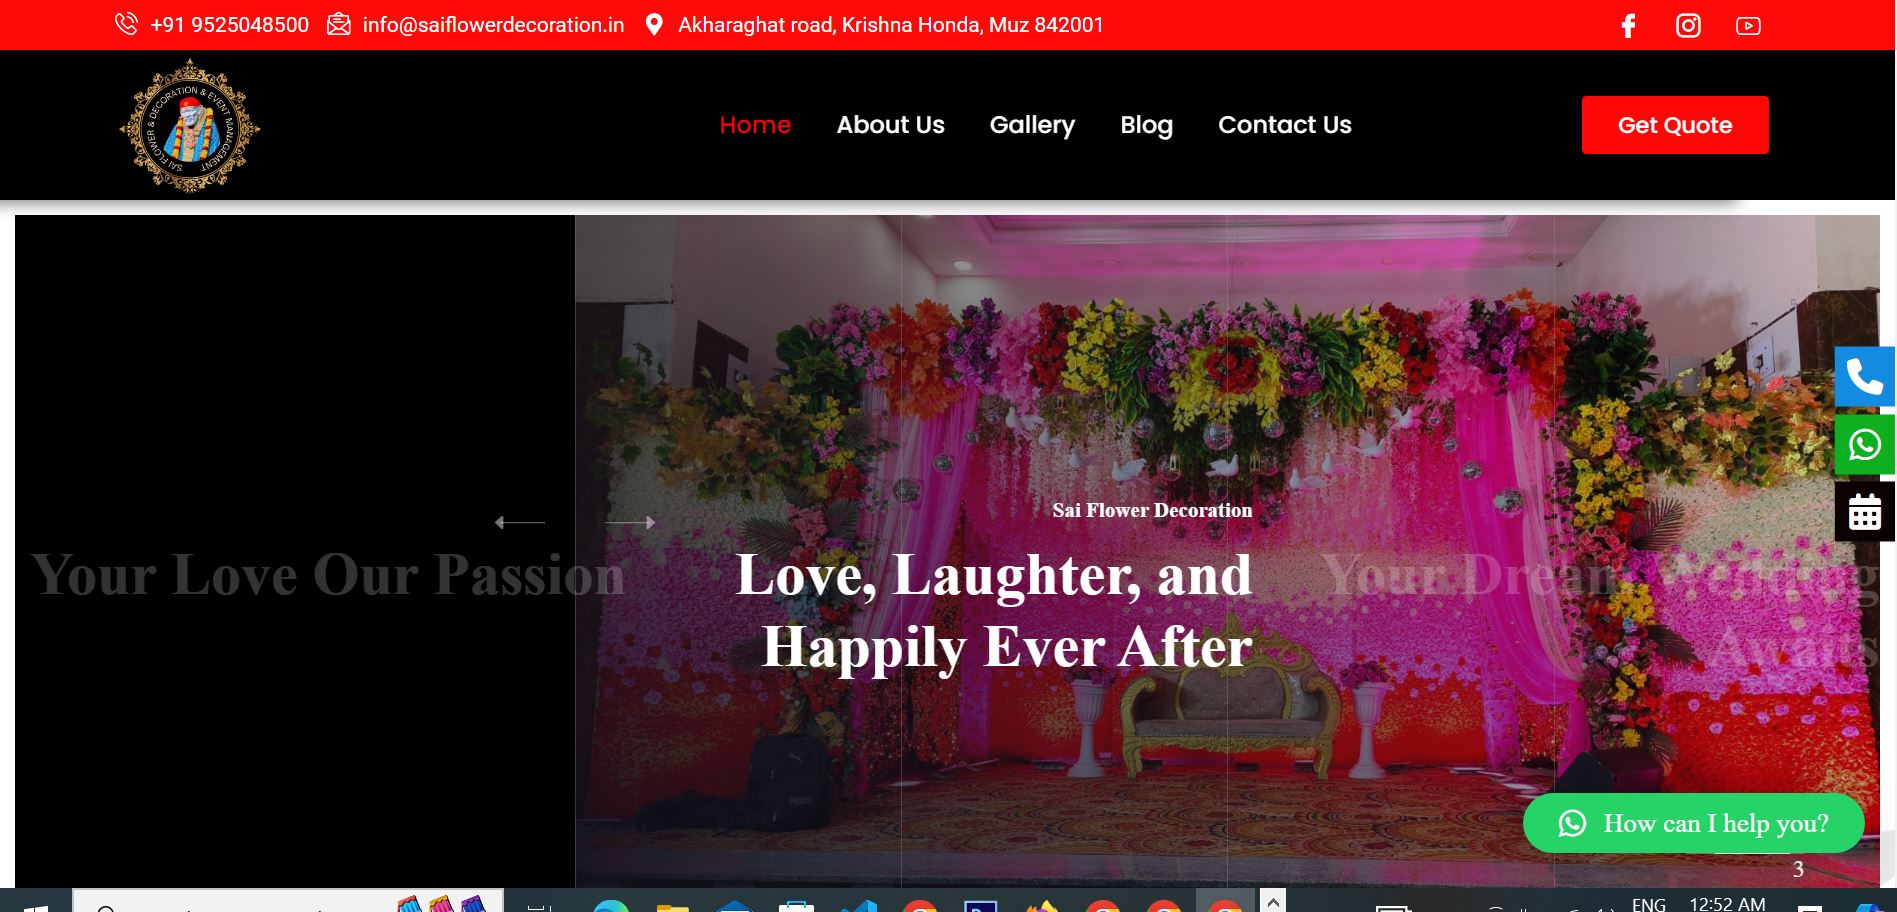 +91 9525048500 info@saiflowerdecoration.in Akharaghat road, Krishna Honda, Muz 842001
SAI FLOWER & DECORATION & EVENT MANAGEMENT
Home About Us Gallery Blog Contact Us Get Quote
Sai Flower Decoration
Your Love Our Passion
Love, Laughter, and
Happily Ever After
Your Dream Wedding
Awaits
How can I help you?
3
ENG 12:52 AM